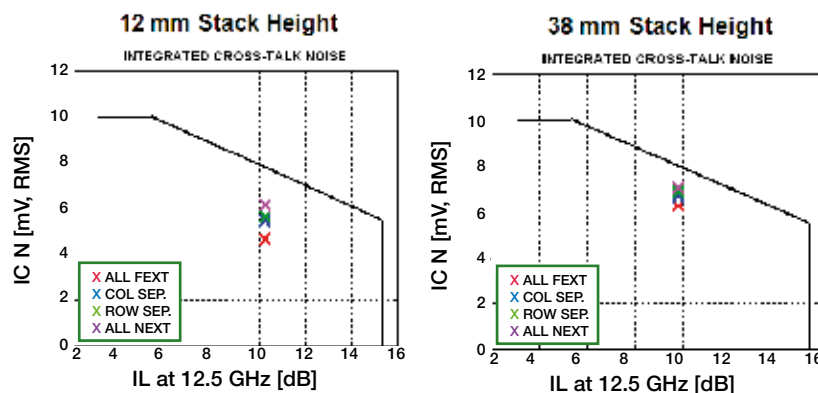 12 mm Stack Height
INTEGRATED CROSS-TALK NOISE
12
10
8
6
4
2
0
IC N [mV, RMS]
X ALL FEXT
X COL SEP.
X ROW SEP.
X ALL NEXT
2 4 6 8 10 12 14 16
IL at 12.5 GHz [dB]
38 mm Stack Height
INTEGRATED CROSS-TALK NOISE
12
10
8
6
4
2
0
IC N [mV, RMS]
X ALL FEXT
X COL SEP.
X ROW SEP.
X ALL NEXT
2 4 6 8 10 12 14 16
IL at 12.5 GHz [dB]